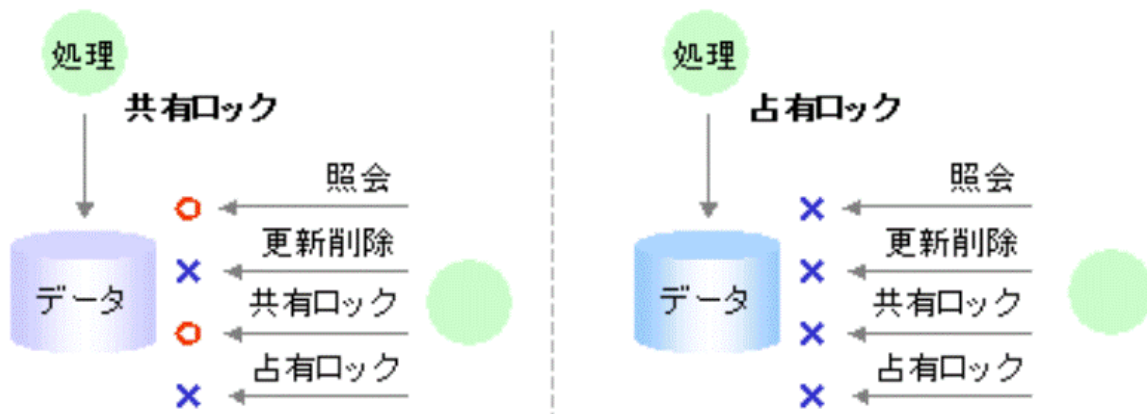 処理
共有ロック
照会
更新削除
データ
共有ロック
占有ロック
処理
占有ロック
照会
更新削除
データ
共有ロック
占有ロック